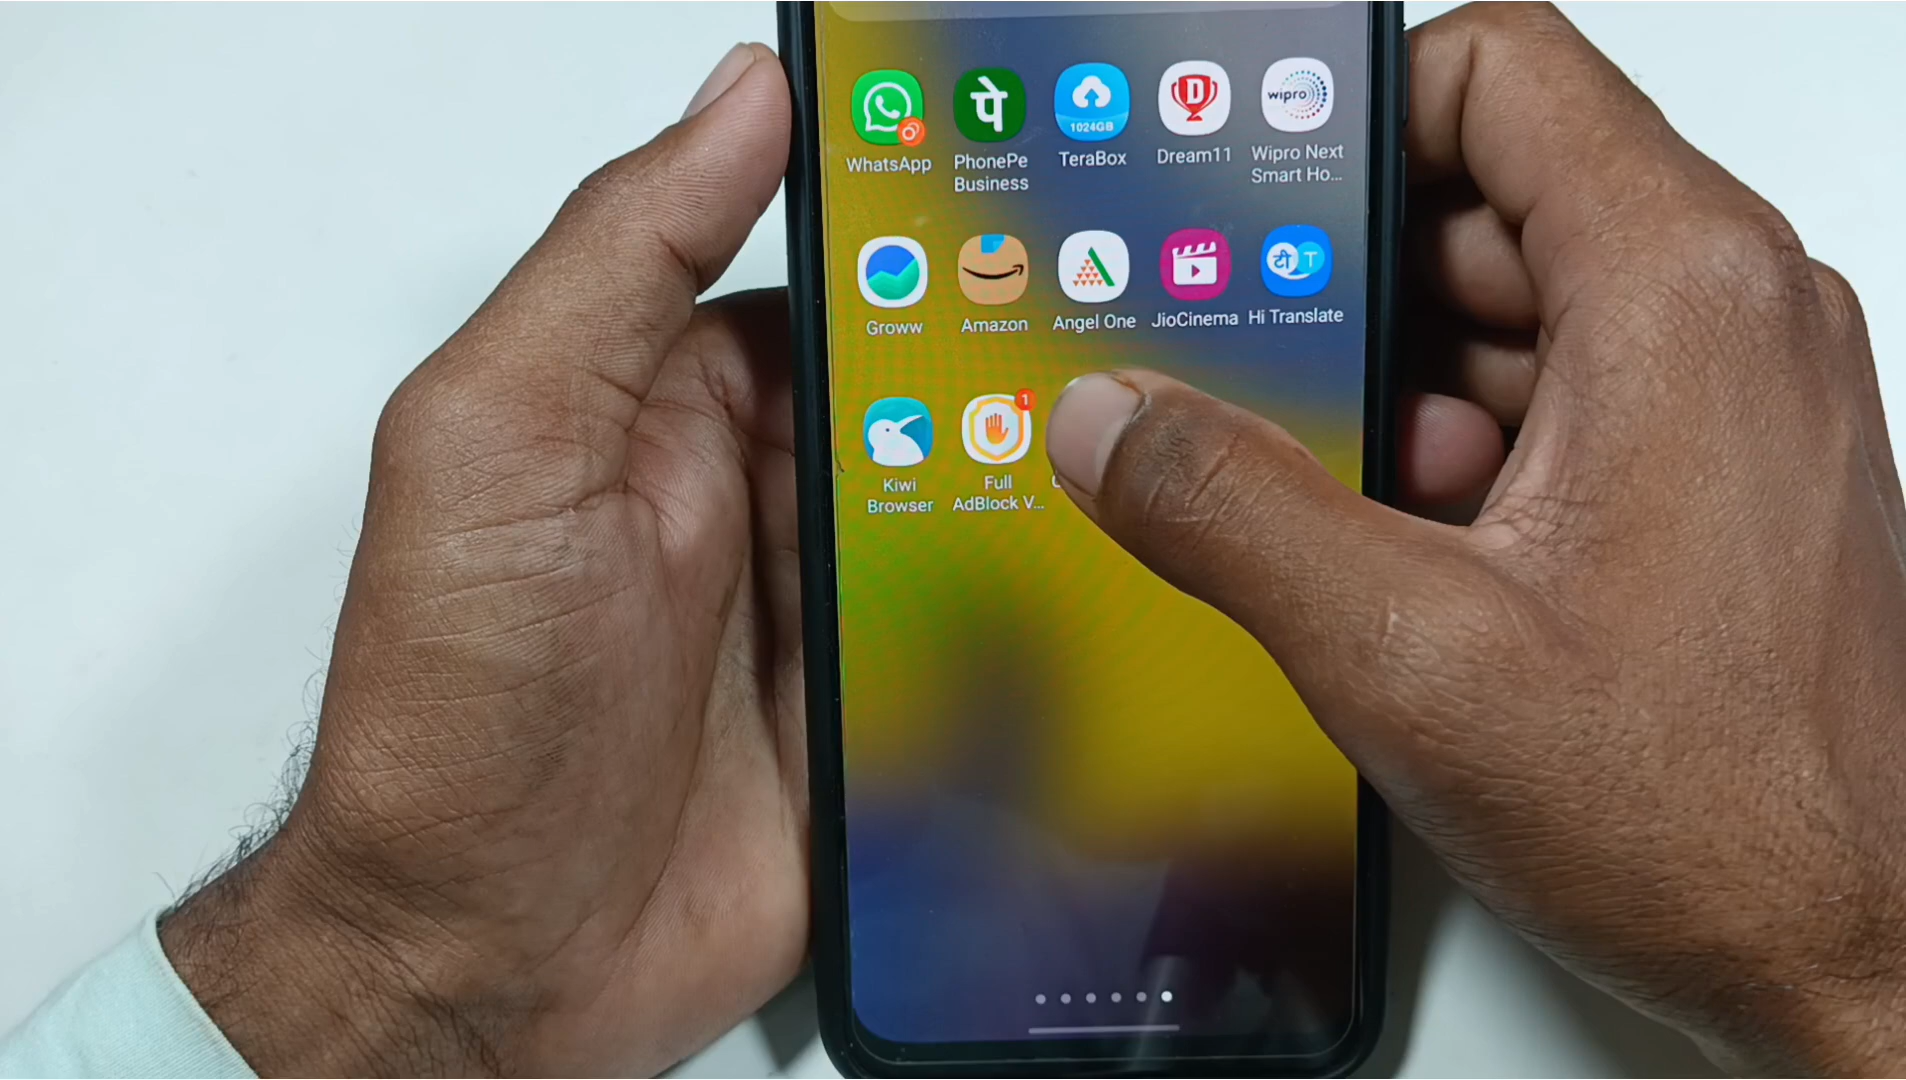 पे
1024GB
D
wipro
WhatsApp
PhonePe
Business
TeraBox
Dream11
Wipro Next
Smart Ho...
टी T
Groww
Amazon
Angel One
JioCinema
Hi Translate
1
Kiwi
Browser
Full
AdBlock V...